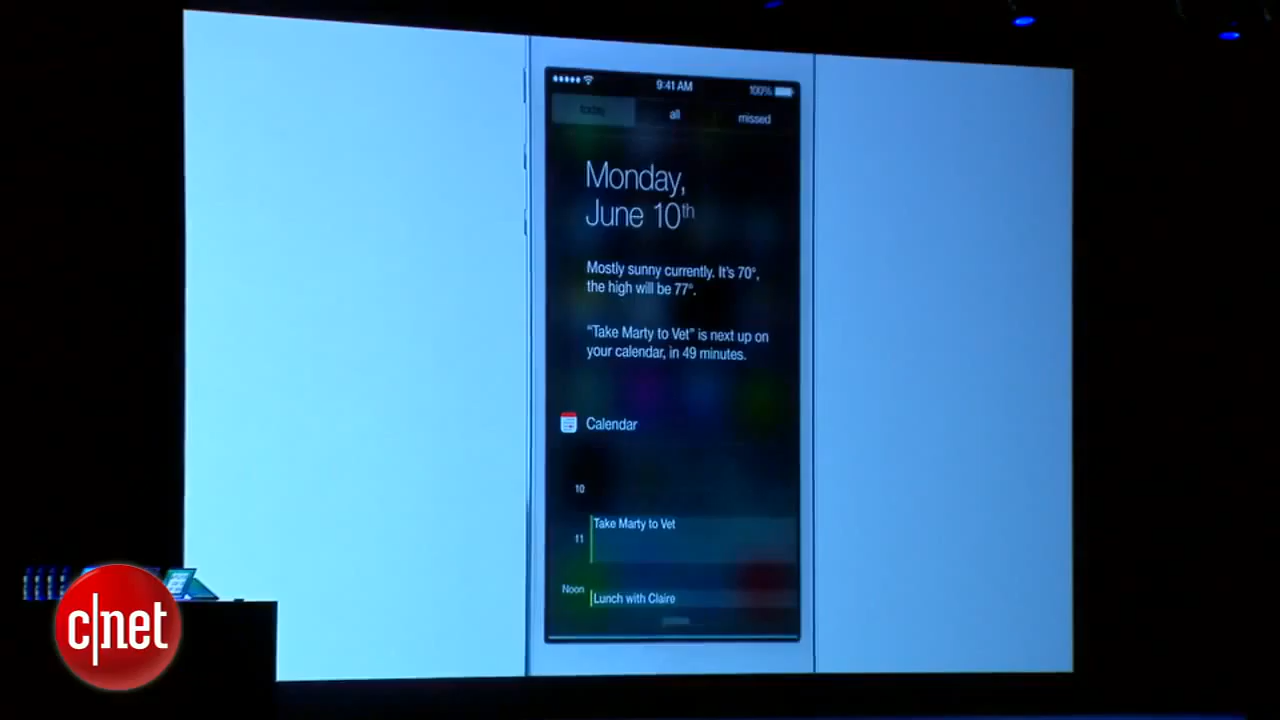 9:41 AM 100%
today all missed
Monday,
June 10th
Mostly sunny currently. It's 70°,
the high will be 77°.
"Take Marty to Vet" is next up on
your calendar, in 49 minutes.
Calendar
10
Take Marty to Vet
11
Noon
Lunch with Claire
c|net